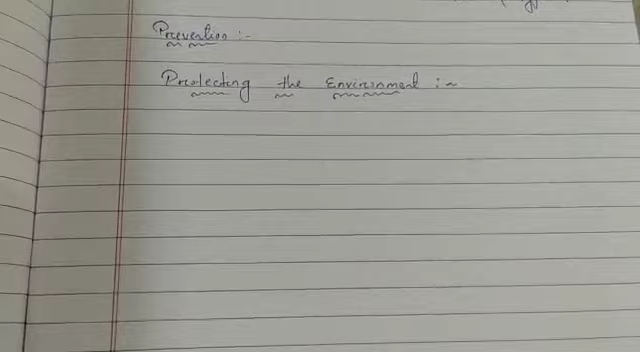 Prevention :-
Protecting the Environment :-